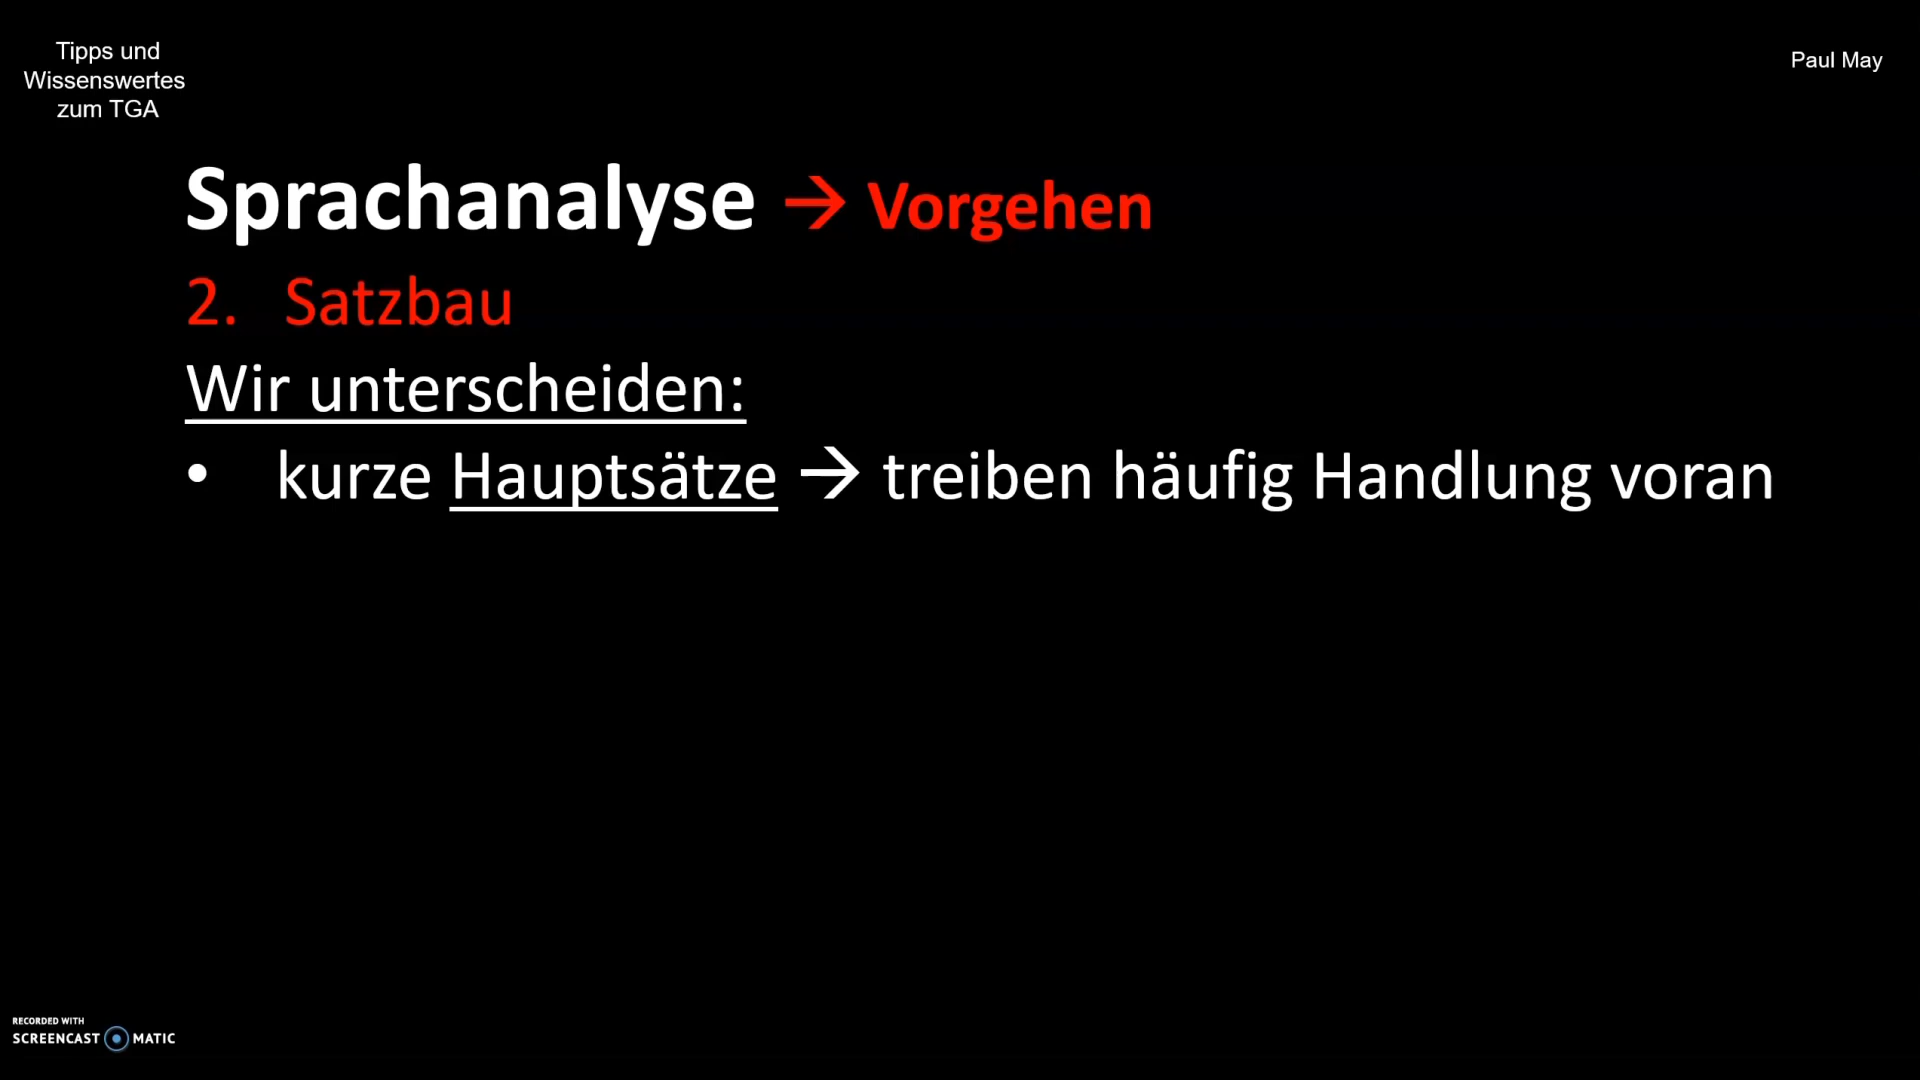 Tipps und
Wissenswertes
zum TGA
Paul May
Sprachanalyse → Vorgehen
2. Satzbau
Wir unterscheiden:
• kurze Hauptsätze → treiben häufig Handlung voran
RECORDED WITH
SCREENCAST MATIC